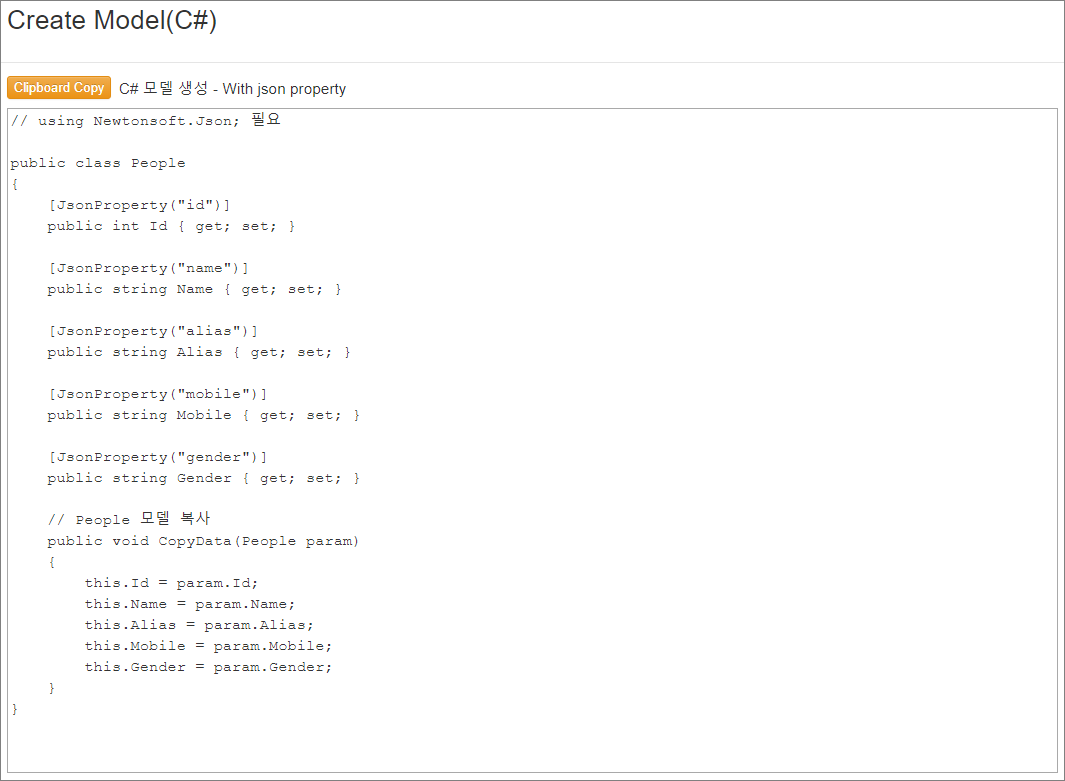 Create Model(C#)
Clipboard Copy C# 모델 생성 - With json property
// using Newtonsoft.Json; 필요

public class People
{
    [JsonProperty("id")]
    public int Id { get; set; }

    [JsonProperty("name")]
    public string Name { get; set; }

    [JsonProperty("alias")]
    public string Alias { get; set; }

    [JsonProperty("mobile")]
    public string Mobile { get; set; }

    [JsonProperty("gender")]
    public string Gender { get; set; }

    // People 모델 복사
    public void CopyData(People param)
    {
        this.Id = param.Id;
        this.Name = param.Name;
        this.Alias = param.Alias;
        this.Mobile = param.Mobile;
        this.Gender = param.Gender;
    }
}